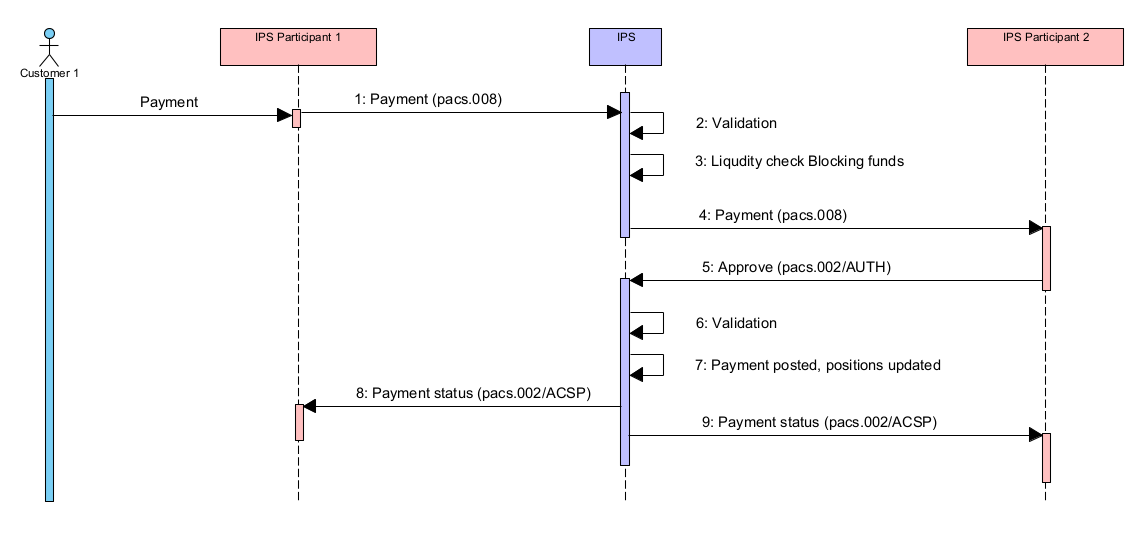 IPS Participant 1
IPS
IPS Participant 2
Customer 1
Payment
1: Payment (pacs.008)
2: Validation
3: Liqudity check Blocking funds
4: Payment (pacs.008)
5: Approve (pacs.002/AUTH)
6: Validation
7: Payment posted, positions updated
8: Payment status (pacs.002/ACSP)
9: Payment status (pacs.002/ACSP)